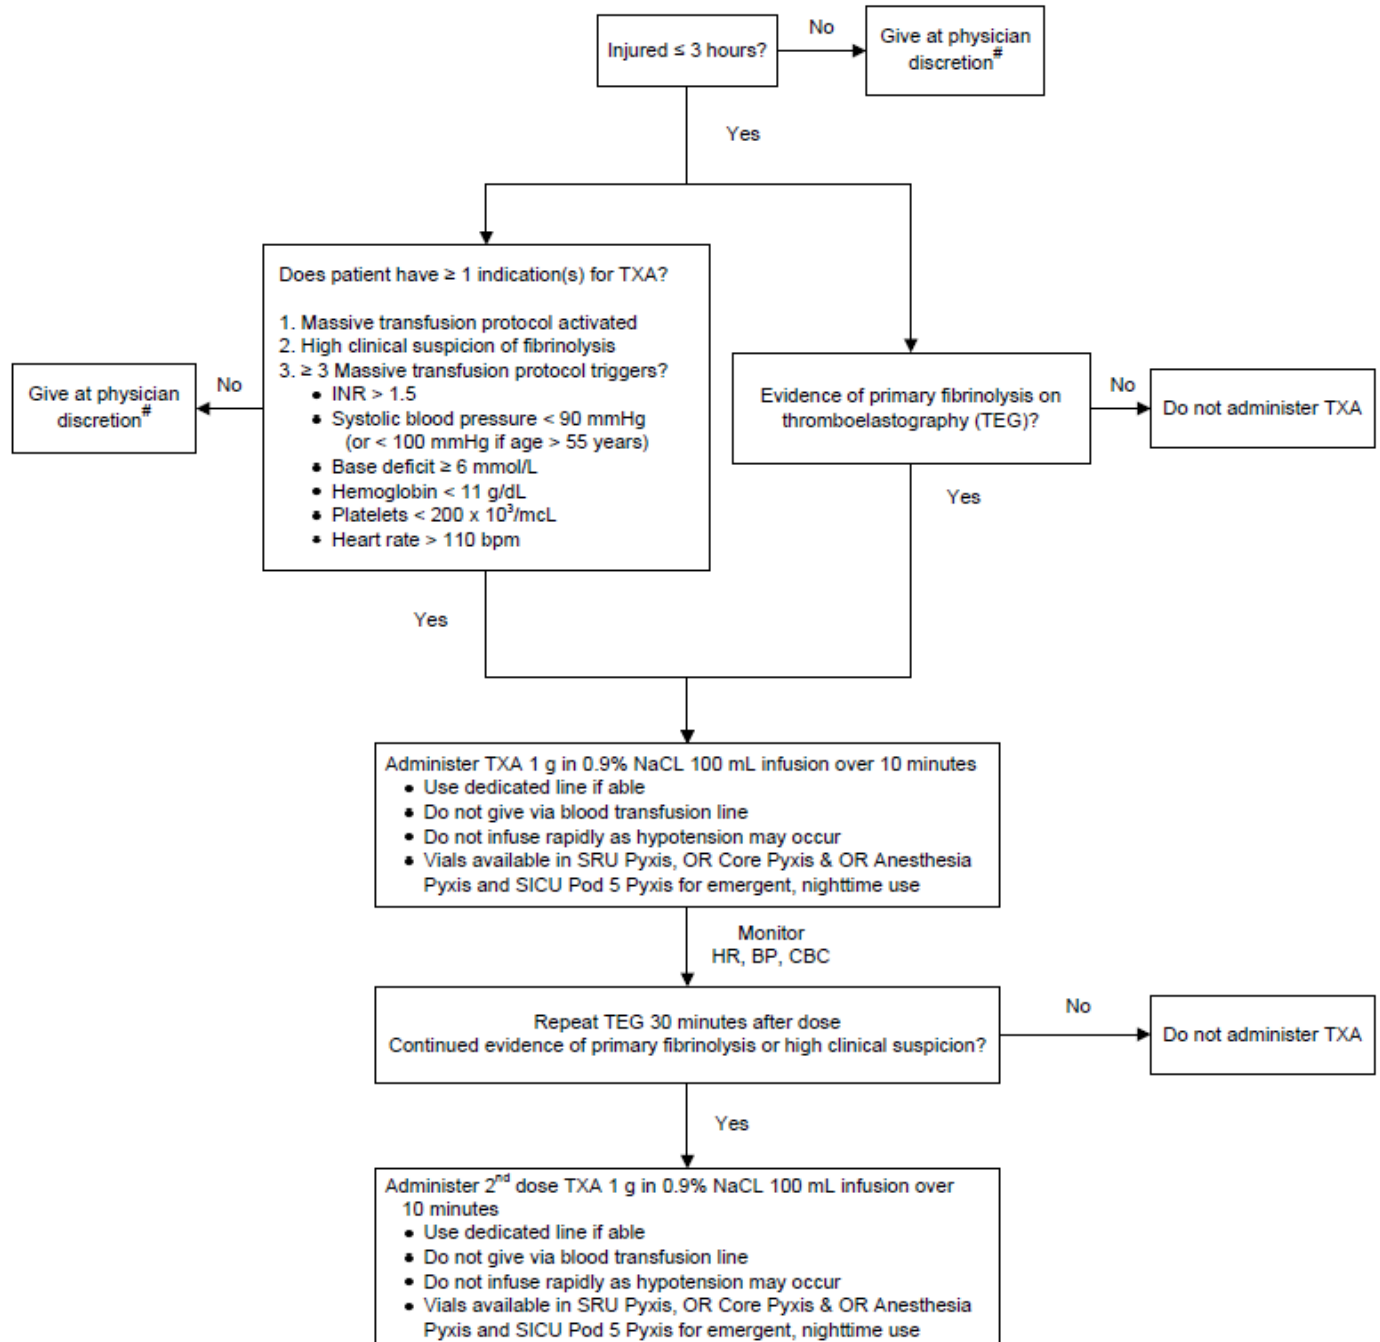 Injured ≤ 3 hours?
No
Give at physician
discretion#
Yes
Does patient have ≥ 1 indication(s) for TXA?
1. Massive transfusion protocol activated
2. High clinical suspicion of fibrinolysis
3. ≥ 3 Massive transfusion protocol triggers?
• INR > 1.5
• Systolic blood pressure < 90 mmHg
(or < 100 mmHg if age > 55 years)
• Base deficit ≥ 6 mmol/L
• Hemoglobin < 11 g/dL
• Platelets < 200 x 10³/mcL
• Heart rate > 110 bpm
No
Give at physician
discretion#
Evidence of primary fibrinolysis on
thromboelastography (TEG)?
No
Do not administer TXA
Yes
Yes
Administer TXA 1 g in 0.9% NaCL 100 mL infusion over 10 minutes
• Use dedicated line if able
• Do not give via blood transfusion line
• Do not infuse rapidly as hypotension may occur
• Vials available in SRU Pyxis, OR Core Pyxis & OR Anesthesia
Pyxis and SICU Pod 5 Pyxis for emergent, nighttime use
Monitor
HR, BP, CBC
Repeat TEG 30 minutes after dose
Continued evidence of primary fibrinolysis or high clinical suspicion?
No
Do not administer TXA
Yes
Administer 2nd dose TXA 1 g in 0.9% NaCL 100 mL infusion over
10 minutes
• Use dedicated line if able
• Do not give via blood transfusion line
• Do not infuse rapidly as hypotension may occur
• Vials available in SRU Pyxis, OR Core Pyxis & OR Anesthesia
Pyxis and SICU Pod 5 Pyxis for emergent, nighttime use